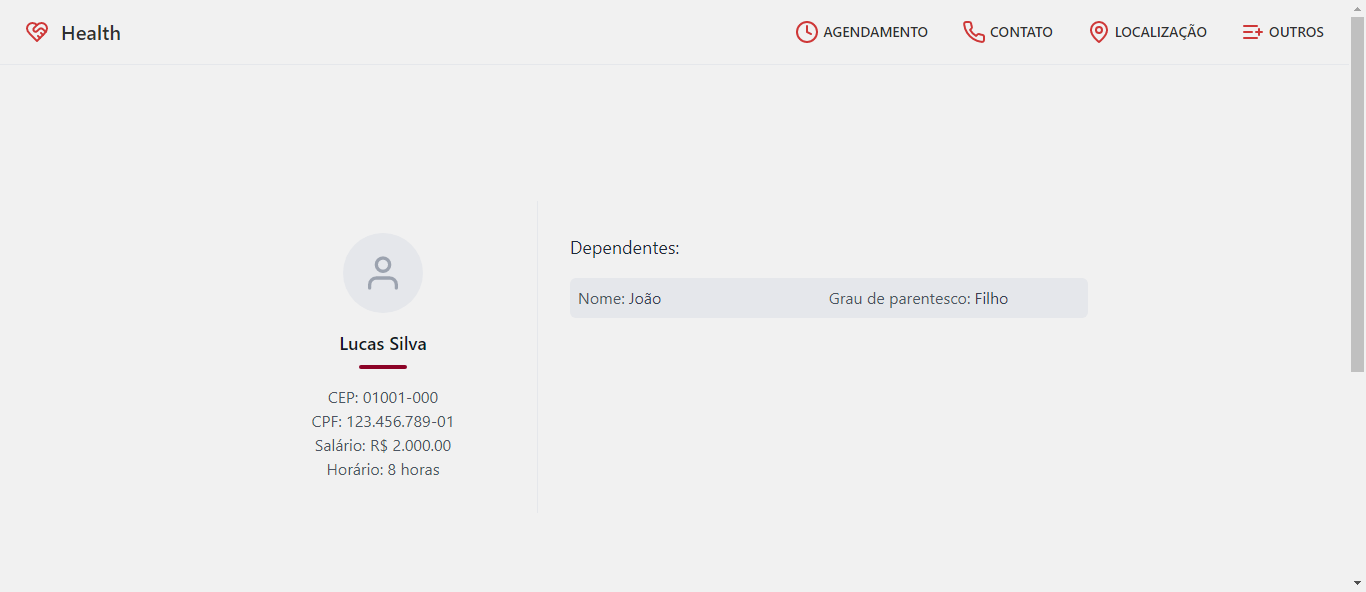 Health
AGENDAMENTO
CONTATO
LOCALIZAÇÃO
OUTROS
Lucas Silva
CEP: 01001-000
CPF: 123.456.789-01
Salário: R$ 2.000.00
Horário: 8 horas
Dependentes:
Nome: João
Grau de parentesco: Filho